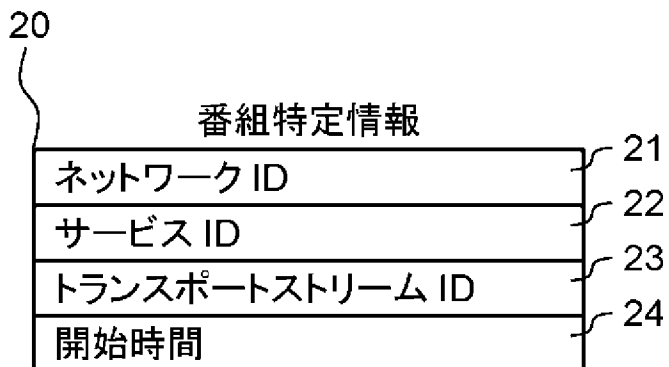 20
番組特定情報
ネットワーク ID 21
サービス ID 22
トランスポートストリーム ID 23
開始時間 24